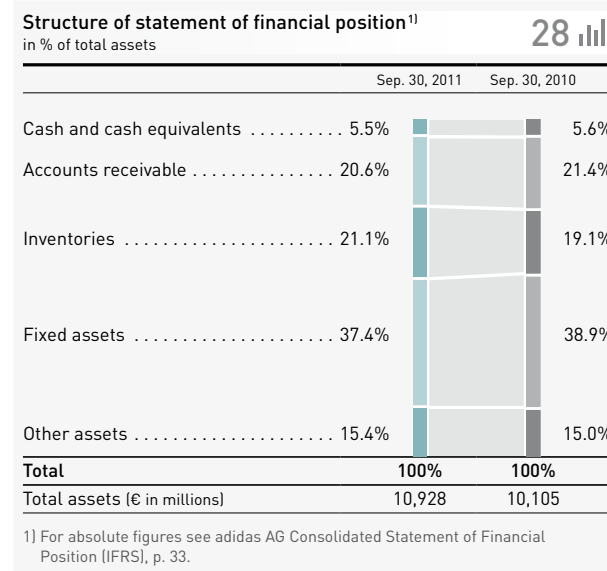 Structure of statement of financial position 1)
in % of total assets
28
Sep. 30, 2011 Sep. 30, 2010
Cash and cash equivalents .......... 5.5% 5.6%
Accounts receivable ............... 20.6% 21.4%
Inventories ...................... 21.1% 19.1%
Fixed assets ..................... 37.4% 38.9%
Other assets ..................... 15.4% 15.0%
Total 100% 100%
Total assets (€ in millions) 10,928 10,105
1) For absolute figures see adidas AG Consolidated Statement of Financial
Position (IFRS), p. 33.